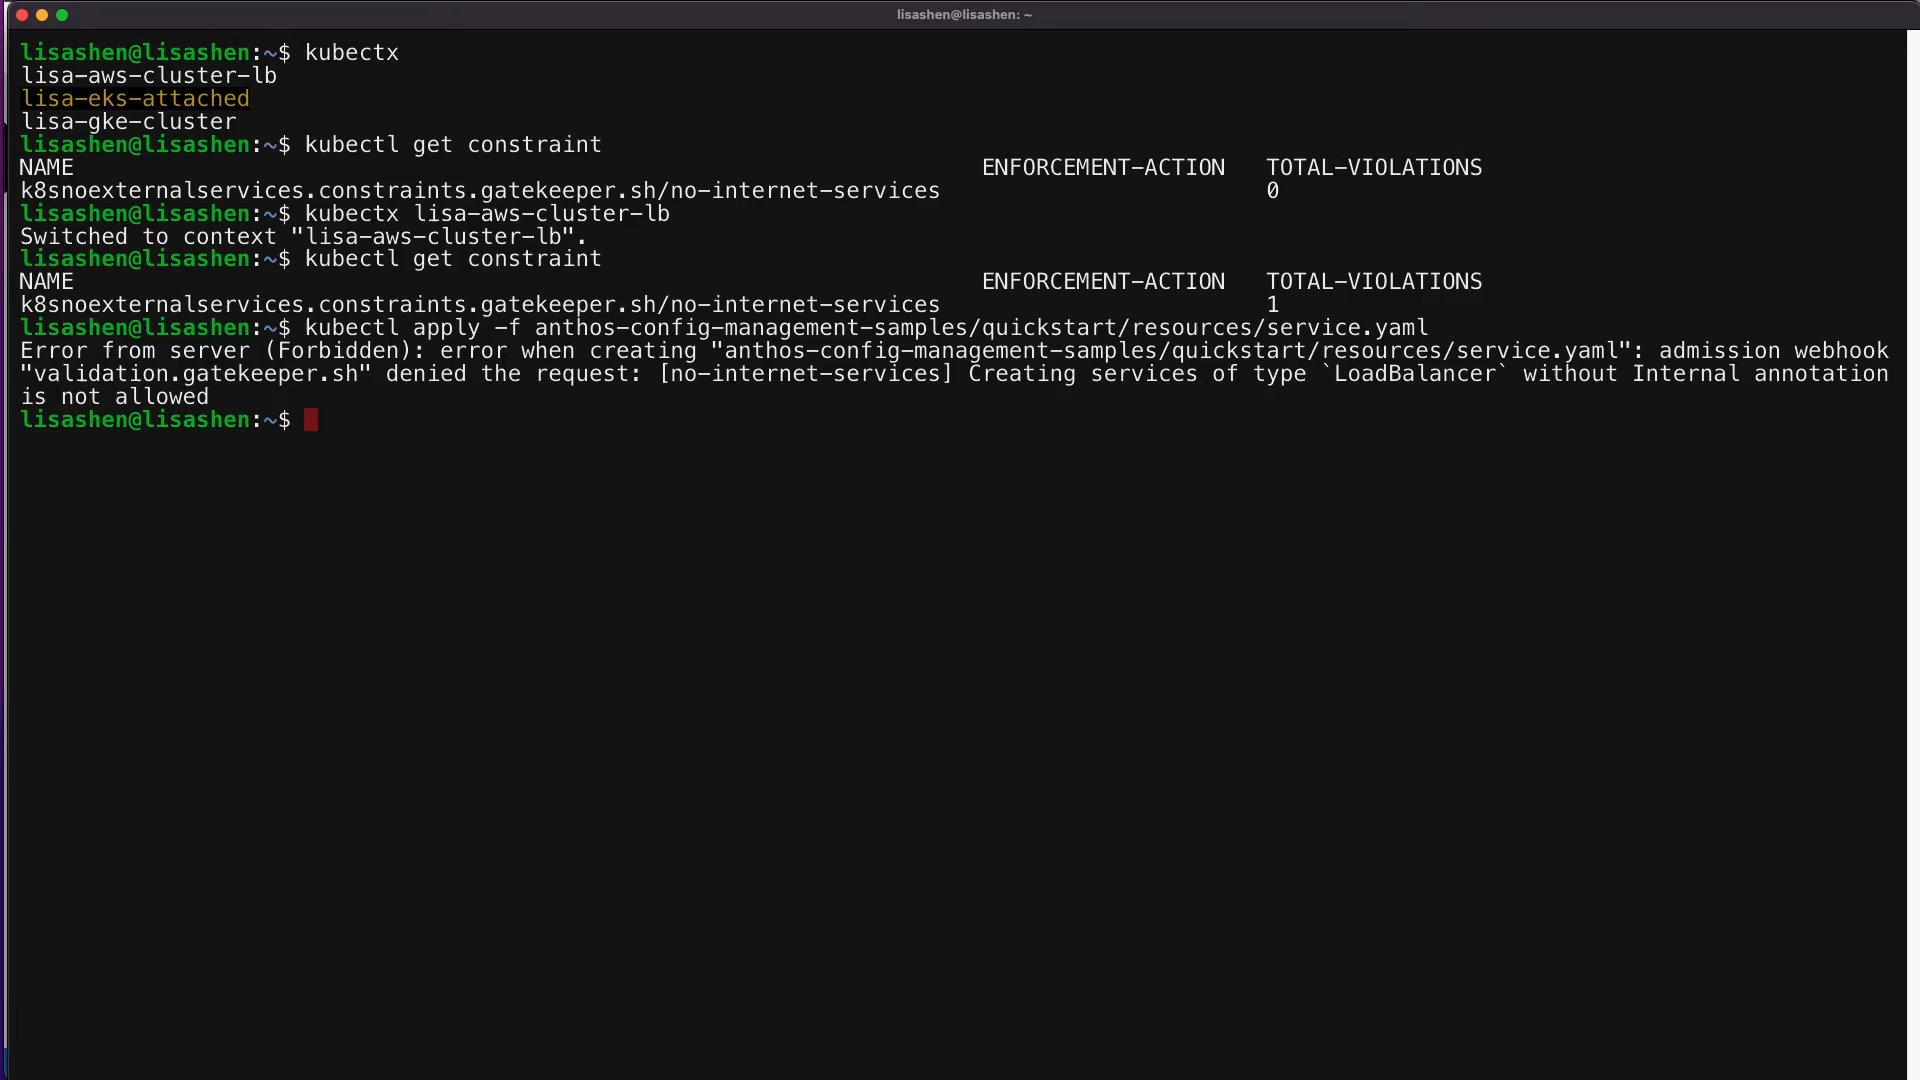 lisashen@lisashen: ~
lisashen@lisashen:~$ kubectx
lisa-aws-cluster-lb
lisa-eks-attached
lisa-gke-cluster
lisashen@lisashen:~$ kubectl get constraint
NAME ENFORCEMENT-ACTION TOTAL-VIOLATIONS
k8snoexternalservices.constraints.gatekeeper.sh/no-internet-services 0
lisashen@lisashen:~$ kubectx lisa-aws-cluster-lb
Switched to context "lisa-aws-cluster-lb".
lisashen@lisashen:~$ kubectl get constraint
NAME ENFORCEMENT-ACTION TOTAL-VIOLATIONS
k8snoexternalservices.constraints.gatekeeper.sh/no-internet-services 1
lisashen@lisashen:~$ kubectl apply -f anthos-config-management-samples/quickstart/resources/service.yaml
Error from server (Forbidden): error when creating "anthos-config-management-samples/quickstart/resources/service.yaml": admission webhook
"validation.gatekeeper.sh" denied the request: [no-internet-services] Creating services of type `LoadBalancer` without Internal annotation
is not allowed
lisashen@lisashen:~$